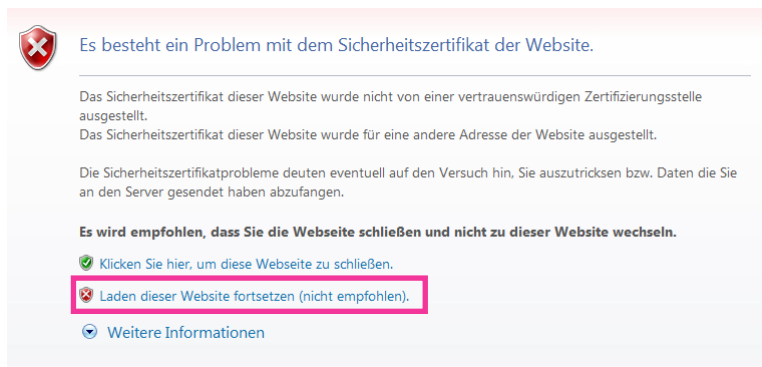 Es besteht ein Problem mit dem Sicherheitszertifikat der Website.
Das Sicherheitszertifikat dieser Website wurde nicht von einer vertrauenswürdigen Zertifizierungsstelle
ausgestellt.
Das Sicherheitszertifikat dieser Website wurde für eine andere Adresse der Website ausgestellt.
Die Sicherheitszertifikatprobleme deuten eventuell auf den Versuch hin, Sie auszutricksen bzw. Daten die Sie
an den Server gesendet haben abzufangen.
Es wird empfohlen, dass Sie die Webseite schließen und nicht zu dieser Website wechseln.
Klicken Sie hier, um diese Webseite zu schließen.
Laden dieser Website fortsetzen (nicht empfohlen).
Weitere Informationen